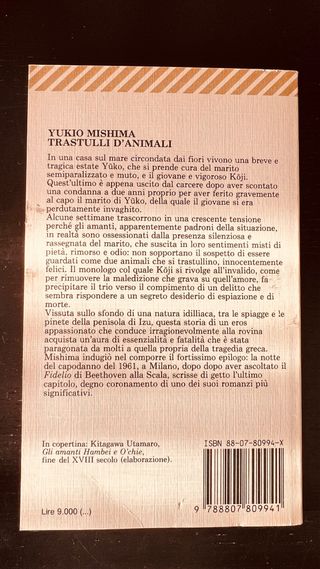 YUKIO MISHIMA
TRASTULLI D'ANIMALI
In una casa sul mare circondata dai fiori vivono una breve e
tragica estate Yūko, che si prende cura del marito
semiparalizzato e muto, e il giovane e vigoroso Kōji.
Quest'ultimo è appena uscito dal carcere dopo aver scontato
una condanna a due anni proprio per aver ferito gravemente
al capo il marito di Yūko, della quale il giovane si era
perdutamente invaghito.
Alcune settimane trascorrono in una crescente tensione
perché gli amanti, apparentemente padroni della situazione,
in realtà sono ossessionati dalla presenza silenziosa e
rassegnata del marito, che suscita in loro sentimenti misti di
pietà, rimorso e odio: non sopportano il sospetto di essere
guardati come due animali che si trastullino, innocentemente
felici. Il monologo col quale Kōji si rivolge all'invalido, come
per rimuovere la maledizione che grava su quell'amore, fa
precipitare il trio verso il compimento di un delitto che
sembra rispondere a un segreto desiderio di espiazione e di
morte.
Vissuta sullo sfondo di una natura idilliaca, tra le spiagge e le
pinete della penisola di Izu, questa storia di un eros
appassionato che conduce irragionevolmente alla rovina
acquista un'aura di essenzialità e fatalità che è stata
paragonata da molti a quella propria della tragedia greca.
Mishima indugiò nel comporre il fortissimo epilogo: la notte
del capodanno del 1961, a Milano, dopo dopo aver ascoltato il
Fidelio di Beethoven alla Scala, scrisse di getto l'ultimo
capitolo, degno coronamento di uno dei suoi romanzi più
significativi.
In copertina: Kitagawa Utamaro,
Gli amanti Hambei e O'chie,
fine del XVIII secolo (elaborazione).
ISBN 88-07-80994-X
9 788807 809941
Lire 9.000 (...)